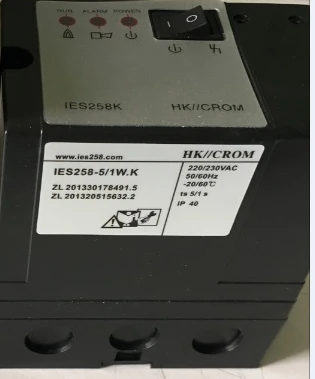 RUN ALARM POWEN
IES258K HK//CROM
www.ies258.com HK//CROM
IES258-5/1W.K
ZL 201330178491.5
ZL 201320515632.2
220/230VAC
50/60Hz
-20/60℃
ts 5/1 s
IP 40